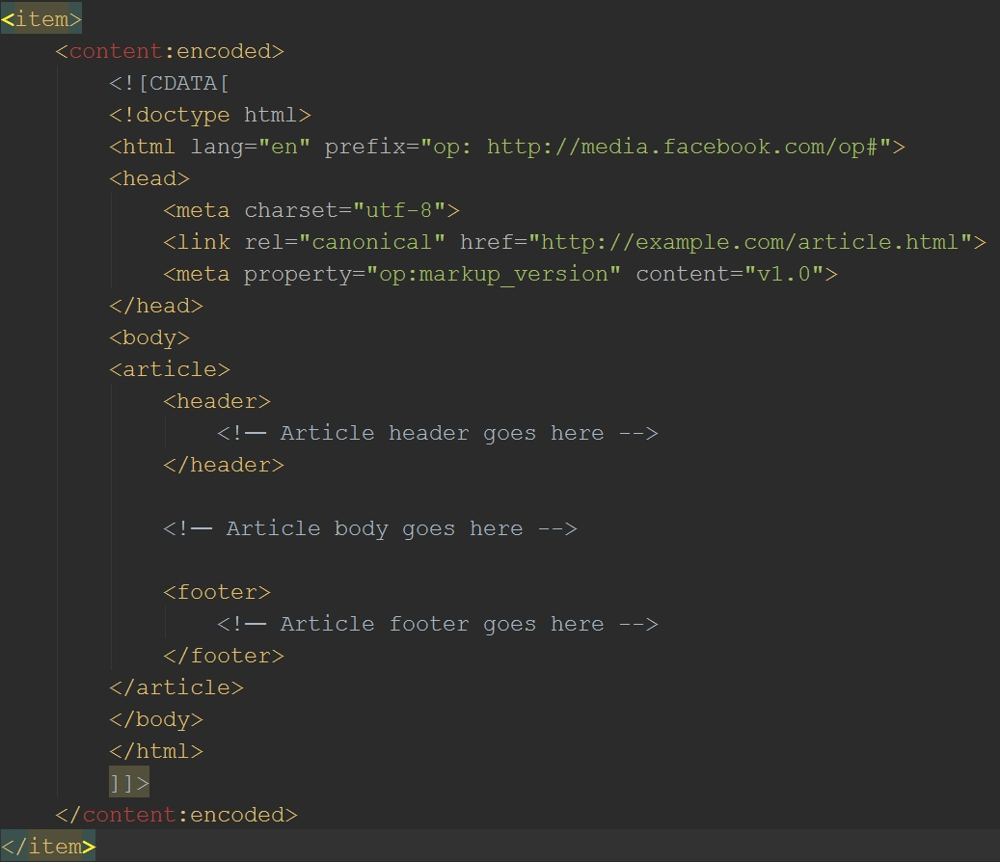 <item>
    <content:encoded>
        <![CDATA[
        <!doctype html>
        <html lang="en" prefix="op: http://media.facebook.com/op#">
        <head>
            <meta charset="utf-8">
            <link rel="canonical" href="http://example.com/article.html">
            <meta property="op:markup_version" content="v1.0">
        </head>
        <body>
        <article>
            <header>
                <!— Article header goes here -->
            </header>

            <!— Article body goes here -->

            <footer>
                <!— Article footer goes here -->
            </footer>
        </article>
        </body>
        </html>
        ]]>
    </content:encoded>
</item>